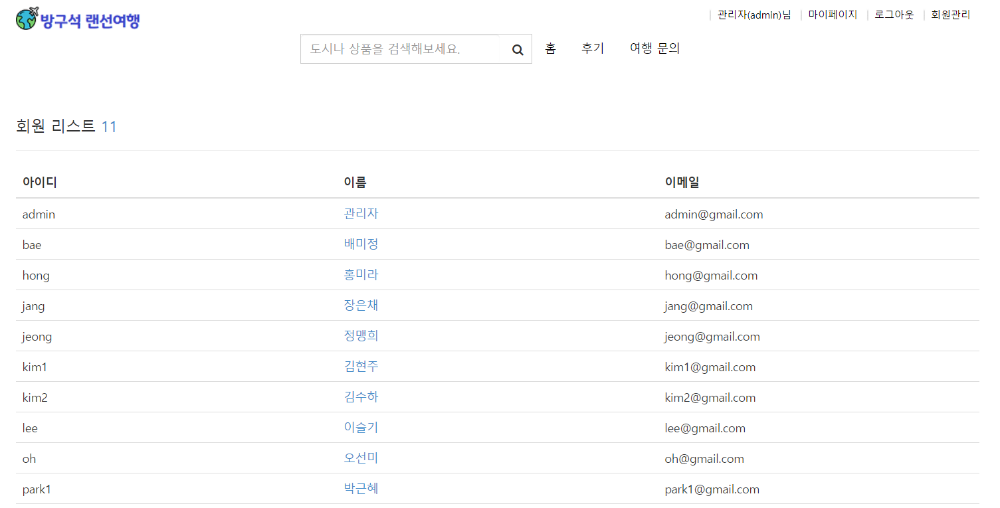 방구석 랜선여행
| 관리자(admin)님 | 마이페이지 | 로그아웃 | 회원관리
도시나 상품을 검색해보세요. 홈 후기 여행 문의
회원 리스트 11
아이디 이름 이메일
admin 관리자 admin@gmail.com
bae 배미정 bae@gmail.com
hong 홍미라 hong@gmail.com
jang 장은채 jang@gmail.com
jeong 정맹희 jeong@gmail.com
kim1 김현주 kim1@gmail.com
kim2 김수하 kim2@gmail.com
lee 이슬기 lee@gmail.com
oh 오선미 oh@gmail.com
park1 박근혜 park1@gmail.com